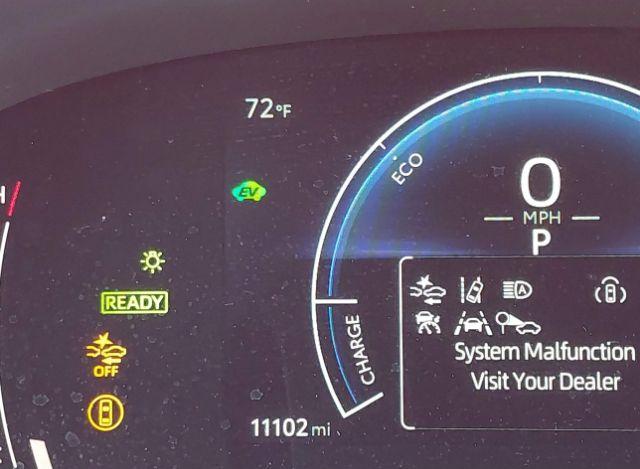 72°F
EV
ECO
0
MPH
P
H
READY
OFF
A
CHARGE
System Malfunction
Visit Your Dealer
11102 mi